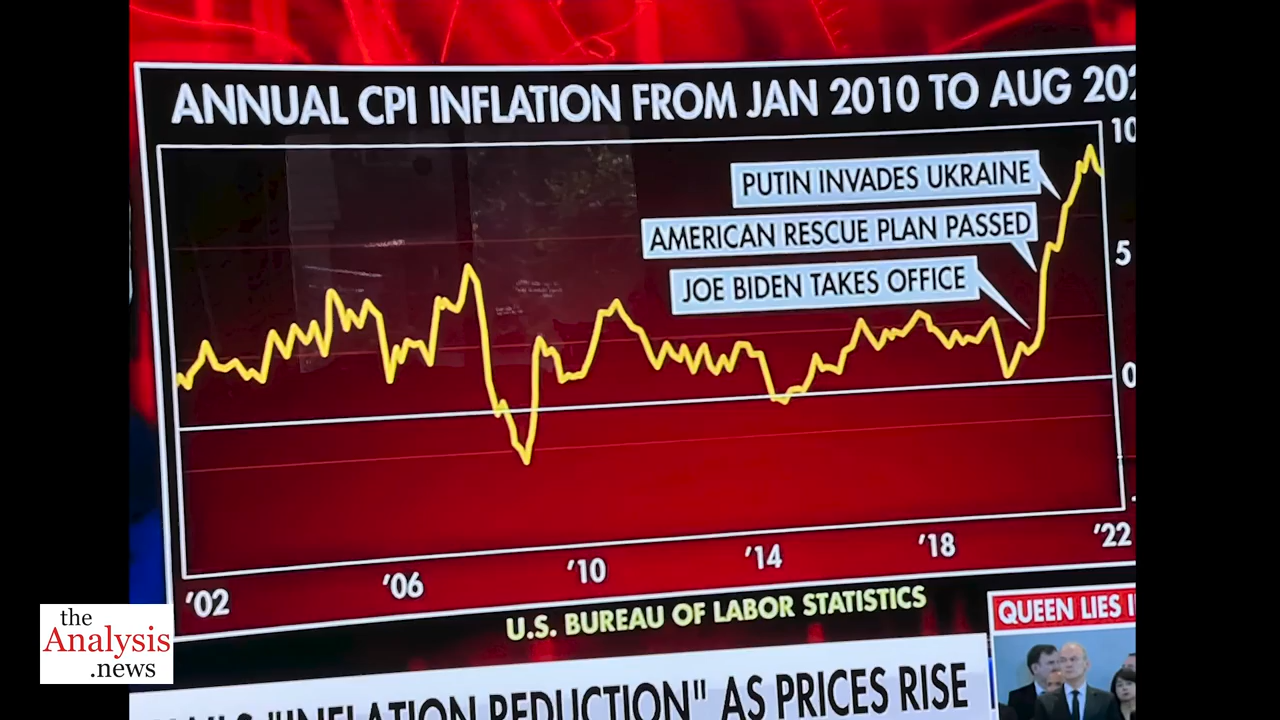 ANNUAL CPI INFLATION FROM JAN 2010 TO AUG
10
PUTIN INVADES UKRAINE
AMERICAN RESCUE PLAN PASSED
5
JOE BIDEN TAKES OFFICE
0
'02 '06 '10 '14 '18 '22
U.S. BUREAU OF LABOR STATISTICS
QUEEN LIES
"INFLATION REDUCTION" AS PRICES RISE
the
Analysis
.news